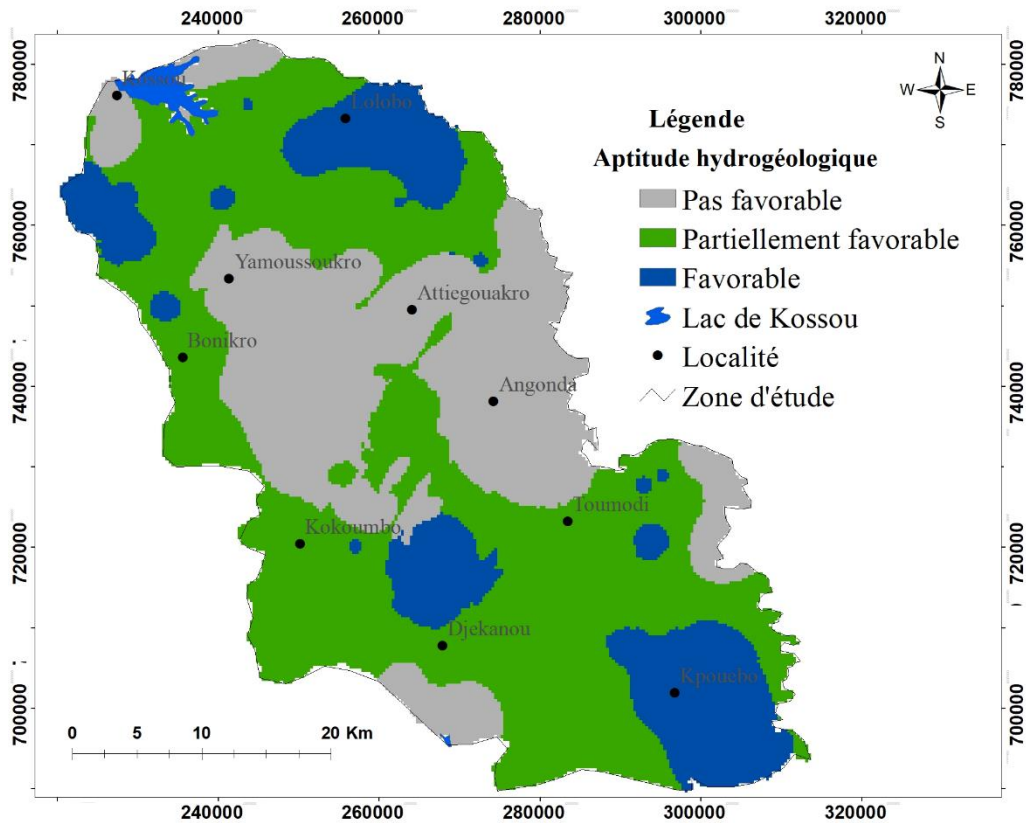 240000 260000 280000 300000 320000
780000 780000
N
W E
S
Légende
Aptitude hydrogéologique
Pas favorable
Partiellement favorable
Favorable
Lac de Kossou
Localité
Zone d'étude
Kossou
Lolobo
760000 760000
Yamoussoukro
Attiegouakro
Bonikro
740000 740000
Angonda
Toumodi
Kokoumbo
720000 720000
Djekanou
Kpouebo
700000 700000
0 5 10 20 Km
240000 260000 280000 300000 320000